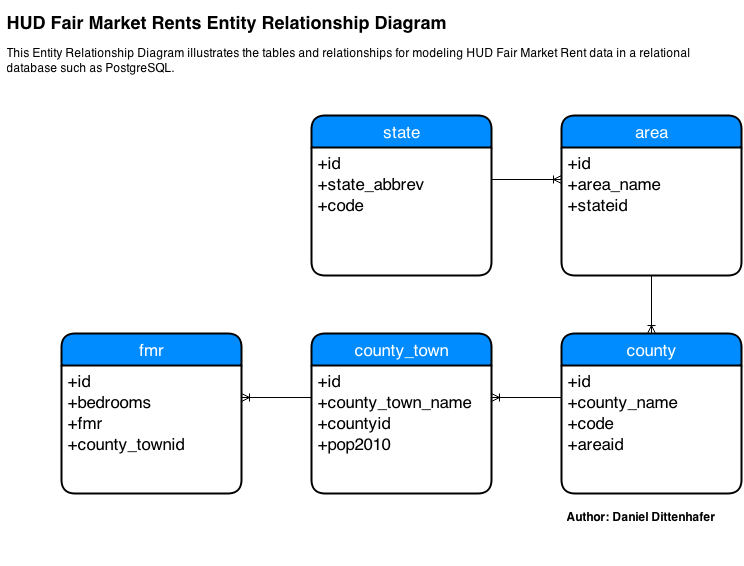 HUD Fair Market Rents Entity Relationship Diagram
This Entity Relationship Diagram illustrates the tables and relationships for modeling HUD Fair Market Rent data in a relational
database such as PostgreSQL.
state
+id
+state_abbrev
+code
area
+id
+area_name
+stateid
fmr
+id
+bedrooms
+fmr
+county_townid
county_town
+id
+county_town_name
+countyid
+pop2010
county
+id
+county_name
+code
+areaid
Author: Daniel Dittenhafer